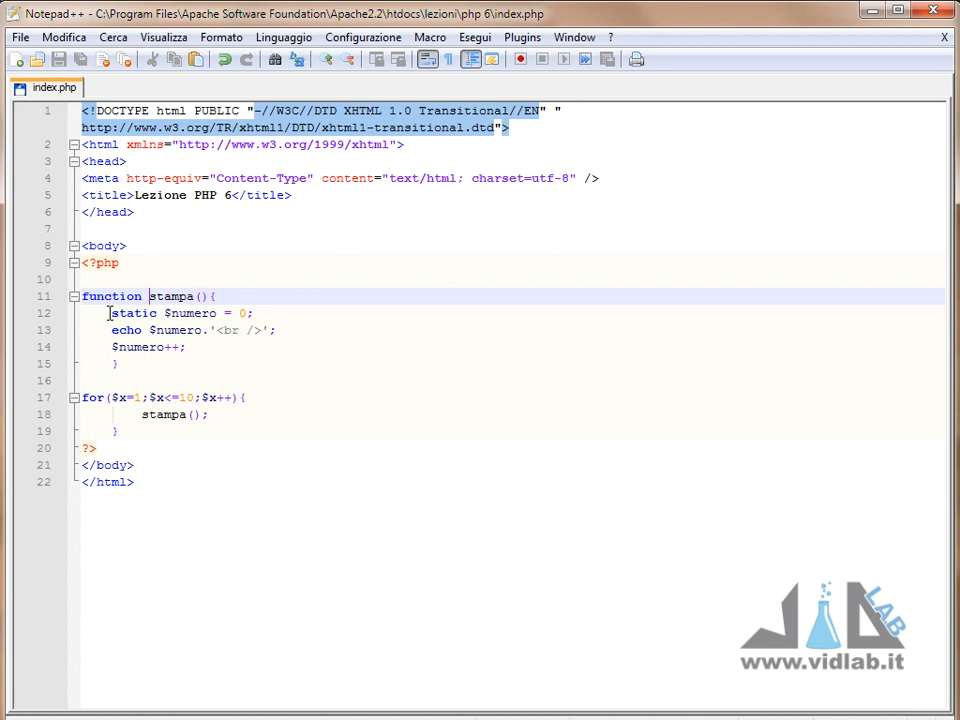 Notepad++ - C:\Program Files\Apache Software Foundation\Apache2.2\htdocs\lezioni\php 6\index.php
File Modifica Cerca Visualizza Formato Linguaggio Configurazione Macro Esegui Plugins Window ? X
index.php
1 <!DOCTYPE html PUBLIC "-//W3C//DTD XHTML 1.0 Transitional//EN" "
http://www.w3.org/TR/xhtml1/DTD/xhtml1-transitional.dtd">
2 <html xmlns="http://www.w3.org/1999/xhtml">
3 <head>
4 <meta http-equiv="Content-Type" content="text/html; charset=utf-8" />
5 <title>Lezione PHP 6</title>
6 </head>
7
8 <body>
9 <?php
10
11 function stampa(){
12 static $numero = 0;
13 echo $numero.'<br />';
14 $numero++;
15 }
16
17 for($x=1;$x<=10;$x++){
18 stampa();
19 }
20 ?>
21 </body>
22 </html>
LAB
www.vidlab.it